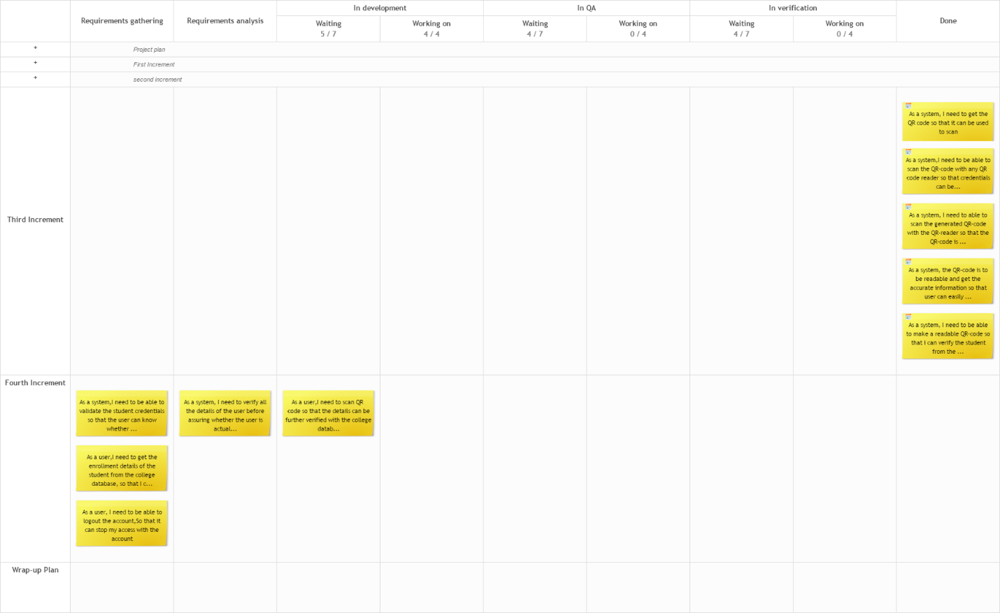 Requirements gathering
Requirements analysis
In development
In QA
In verification
Done
Waiting
5 / 7
Working on
4 / 4
Waiting
4 / 7
Working on
0 / 4
Waiting
4 / 7
Working on
0 / 4
+
Project plan
+
First Increment
+
second increment
Third Increment
As a system, I need to get the
QR code so that it can be used
to scan
As a system,I need to be able to
scan the QR-code with any QR
code reader so that credentials
can be...
As a system, I need to able to
scan the generated QR-code
with the QR-reader so that the
QR-code is ...
As a system, the QR-code is to
be readable and get the
accurate information so that
user can easily ...
As a system, I need to be able
to make a readable QR-code so
that i can verify the student
from the ...
Fourth Increment
As a system,I need to be able to
validate the student credentials
so that the user can know
whether ...
As a user,I need to get the
enrollment details of the
student from the college
database, so that I c...
As a user, I need to be able to
logout the account,So that it
can stop my access with the
account
As a system, I need to verify all
the details of the user before
assuring whether the user is
actual...
As a user,I need to scan QR
code so that the details can be
further verified with the college
datab...
Wrap-up Plan